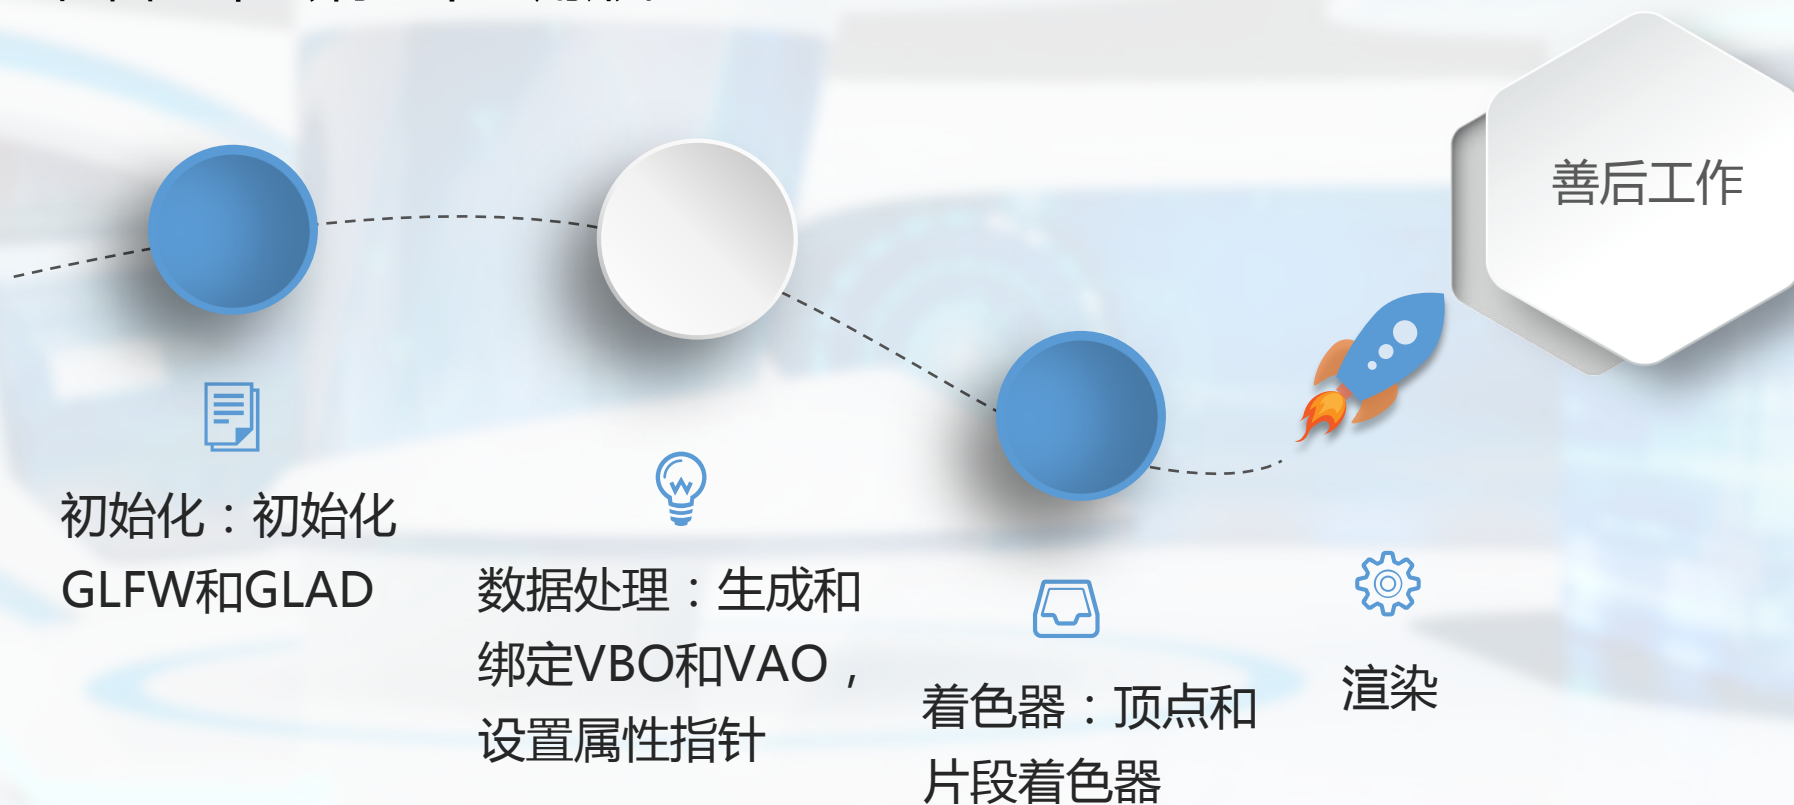 善后工作
初始化：初始化
GLFW和GLAD
数据处理：生成和
绑定VBO和VAO，
设置属性指针
着色器：顶点和
片段着色器
渲染